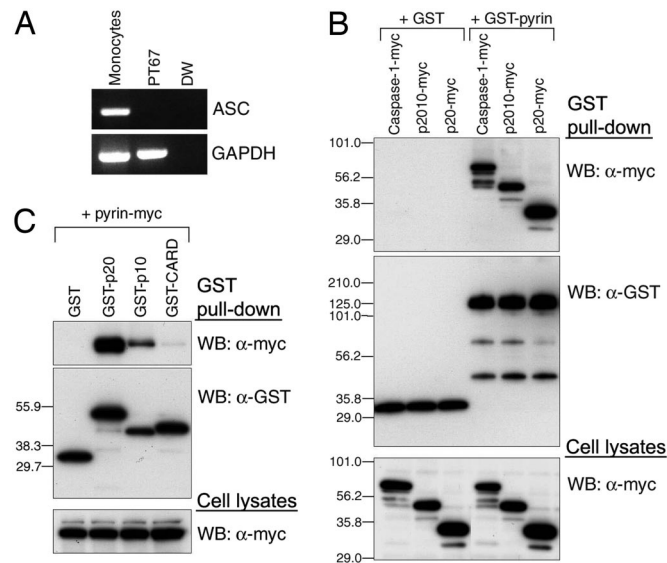 A
Monocytes
PT67
DW
ASC
GAPDH
B
+ GST
+ GST-pyrin
Caspase-1-myc
p2010-myc
p20-myc
Caspase-1-myc
p2010-myc
p20-myc
GST
pull-down
101.0
56.2
35.8
29.0
WB: α-myc
210.0
125.0
101.0
56.2
35.8
29.0
WB: α-GST
Cell lysates
101.0
56.2
35.8
29.0
WB: α-myc
C
+ pyrin-myc
GST
GST-p20
GST-p10
GST-CARD
GST
pull-down
WB: α-myc
55.9
38.3
29.7
WB: α-GST
Cell lysates
WB: α-myc